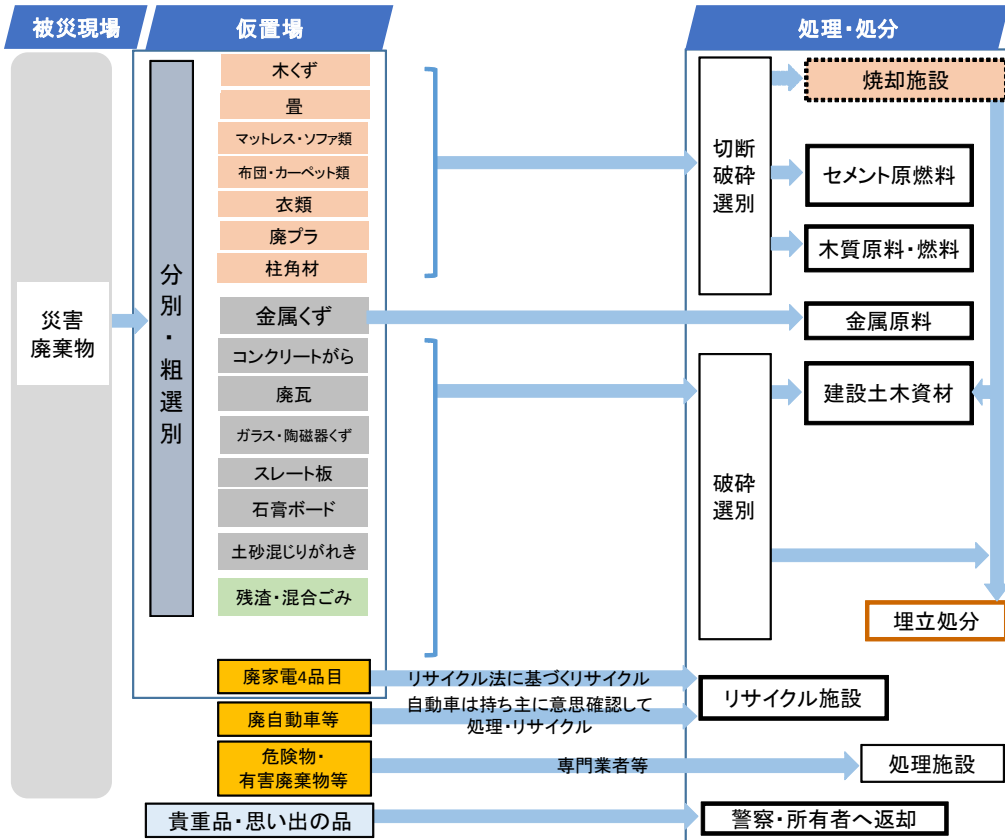 被災現場
仮置場
処理・処分
災害
廃棄物
分別・粗選別
木くず
畳
マットレス・ソファ類
布団・カーペット類
衣類
廃プラ
柱角材
金属くず
コンクリートがら
廃瓦
ガラス・陶磁器くず
スレート板
石膏ボード
土砂混じりがれき
残渣・混合ごみ
廃家電4品目
廃自動車等
危険物・
有害廃棄物等
貴重品・思い出の品
リサイクル法に基づくリサイクル
自動車は持ち主に意思確認して
処理・リサイクル
専門業者等
切断
破砕
選別
焼却施設
セメント原燃料
木質原料・燃料
金属原料
破砕
選別
建設土木資材
埋立処分
リサイクル施設
処理施設
警察・所有者へ返却